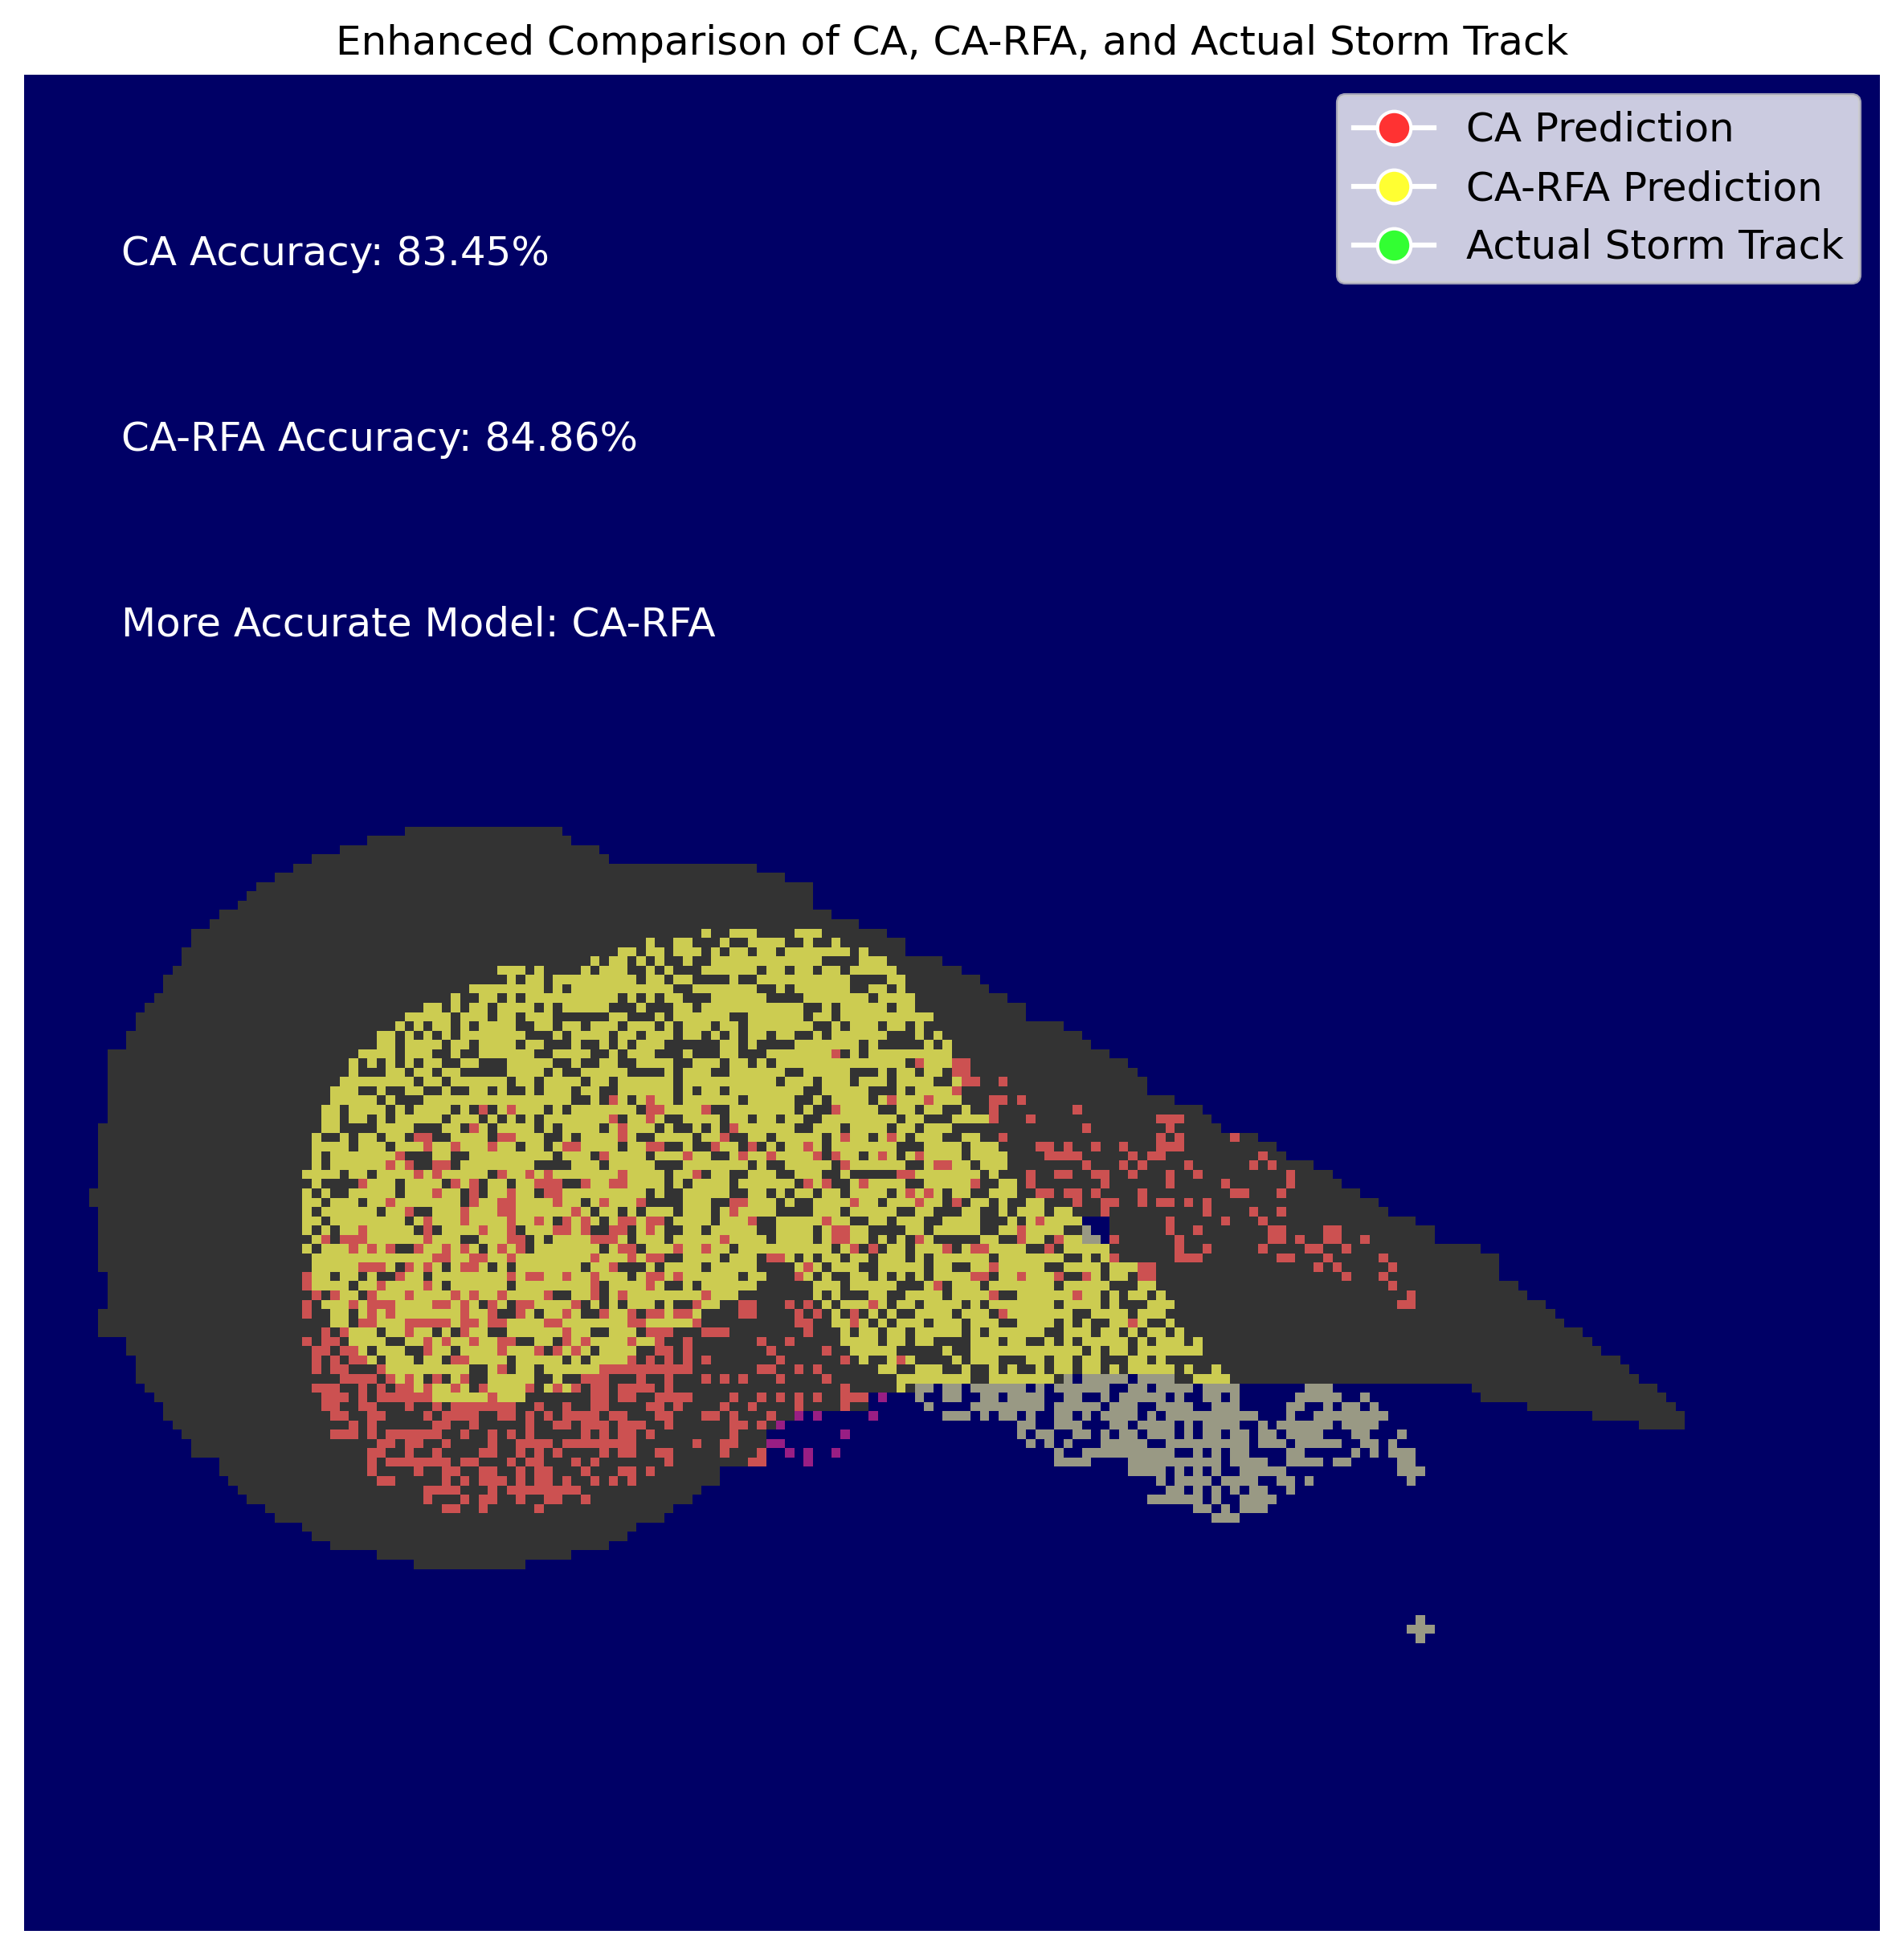 Enhanced Comparison of CA, CA-RFA, and Actual Storm Track
CA Prediction
CA-RFA Prediction
Actual Storm Track
CA Accuracy: 83.45%
CA-RFA Accuracy: 84.86%
More Accurate Model: CA-RFA